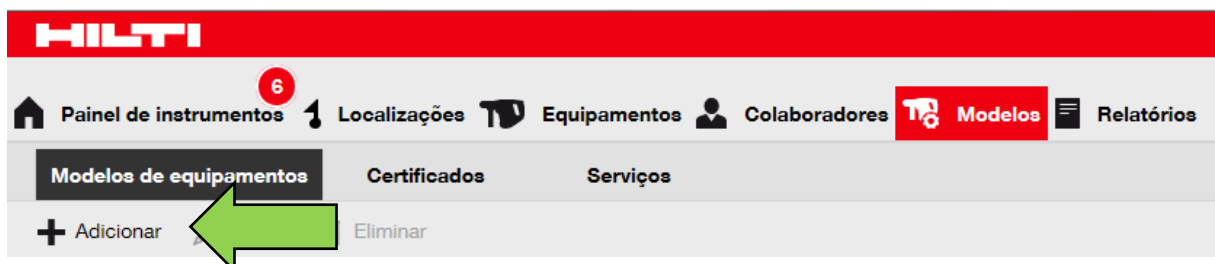 HILTI
6
Painel de instrumentos Localizações Equipamentos Colaboradores Modelos Relatórios
Modelos de equipamentos Certificados Serviços
Adicionar Eliminar